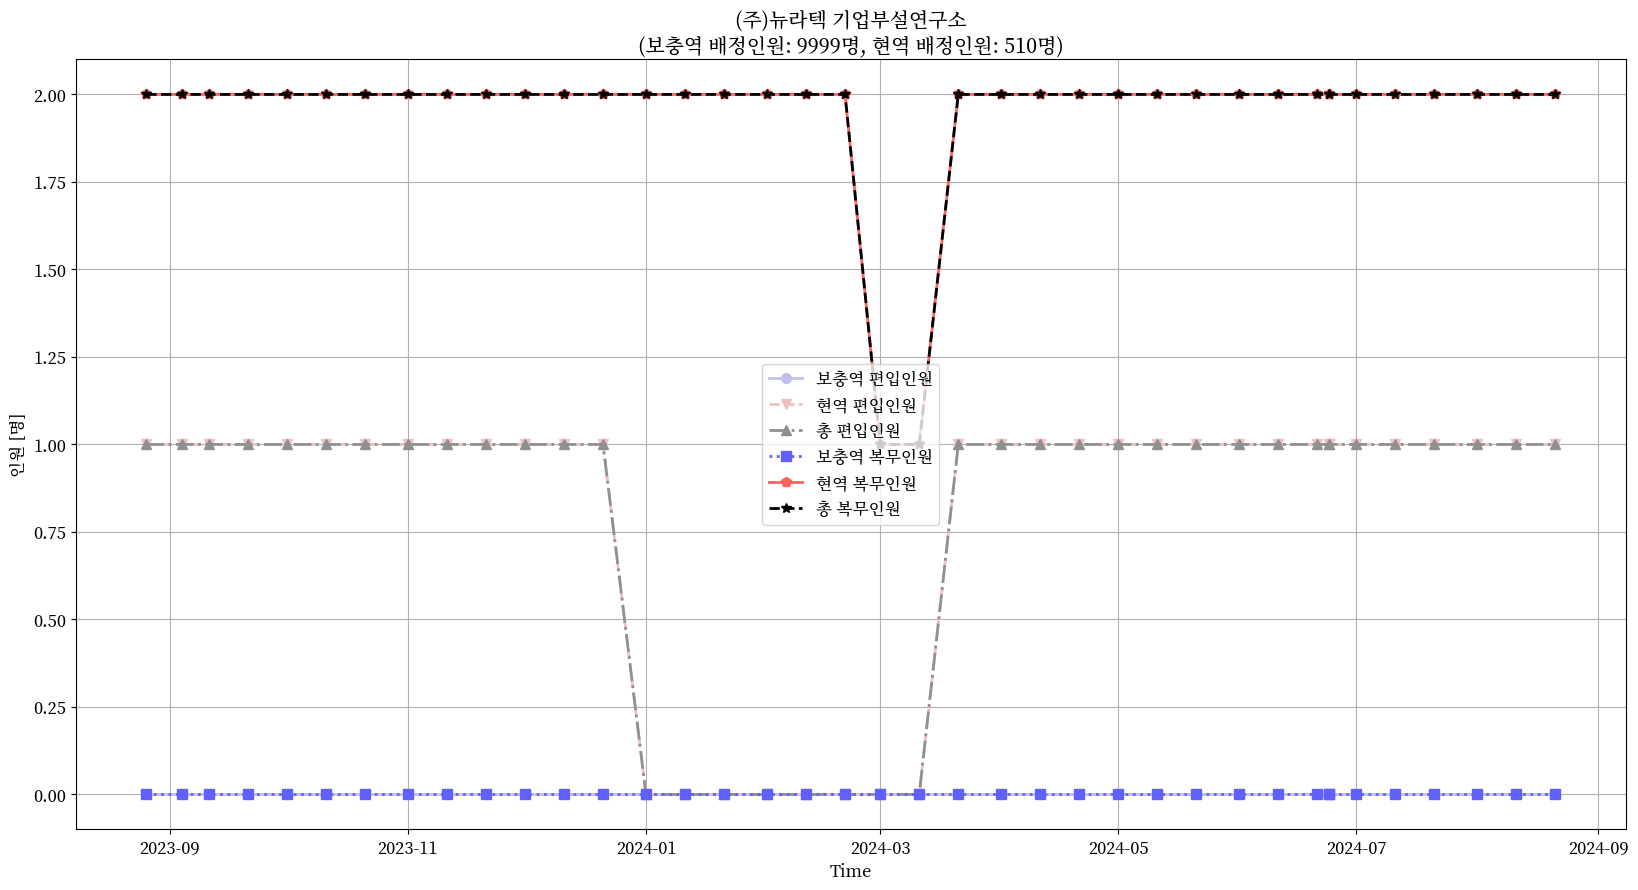 (주)뉴라텍 기업부설연구소
(보충역 배정인원: 9999명, 현역 배정인원: 510명)
인원 [명]
2.00
1.75
1.50
1.25
1.00
0.75
0.50
0.25
0.00
보충역 편입인원
현역 편입인원
총 편입인원
보충역 복무인원
현역 복무인원
총 복무인원
2023-09 2023-11 2024-01 2024-03 2024-05 2024-07 2024-09
Time